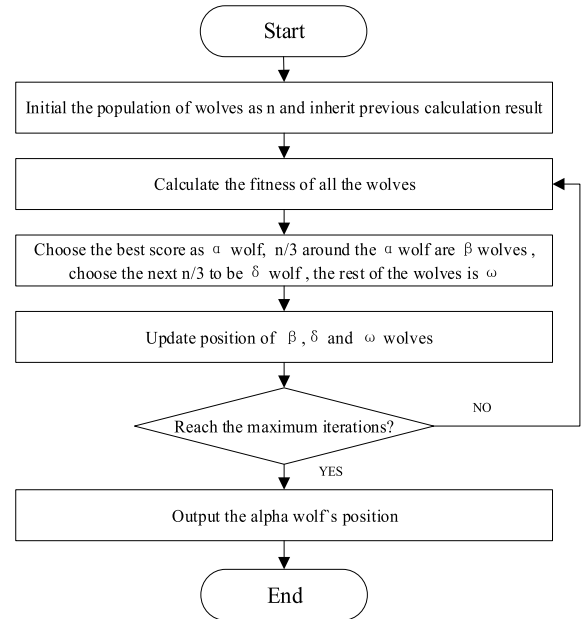 Start
Initial the population of wolves as n and inherit previous calculation result
Calculate the fitness of all the wolves
Choose the best score as α wolf, n/3 around the α wolf are β wolves ,
choose the next n/3 to be δ wolf , the rest of the wolves is ω
Update position of β , δ and ω wolves
Reach the maximum iterations?
NO
YES
Output the alpha wolf`s position
End